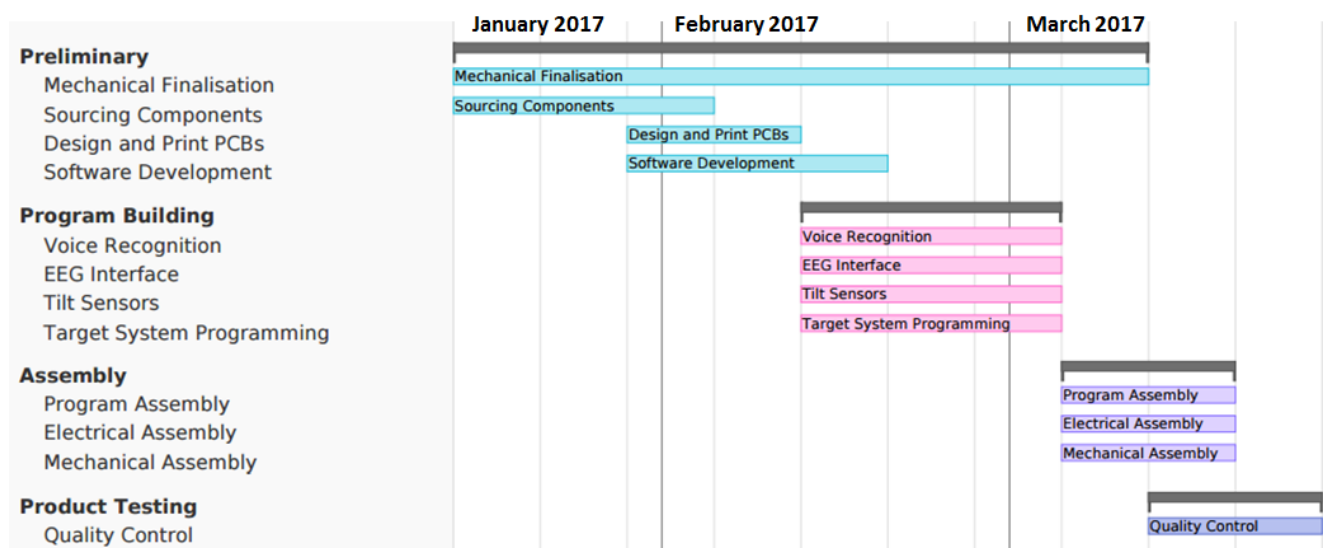 January 2017 February 2017 March 2017
Preliminary
Mechanical Finalisation Mechanical Finalisation
Sourcing Components Sourcing Components
Design and Print PCBs Design and Print PCBs
Software Development Software Development
Program Building
Voice Recognition Voice Recognition
EEG Interface EEG Interface
Tilt Sensors Tilt Sensors
Target System Programming Target System Programming
Assembly
Program Assembly Program Assembly
Electrical Assembly Electrical Assembly
Mechanical Assembly Mechanical Assembly
Product Testing
Quality Control Quality Control